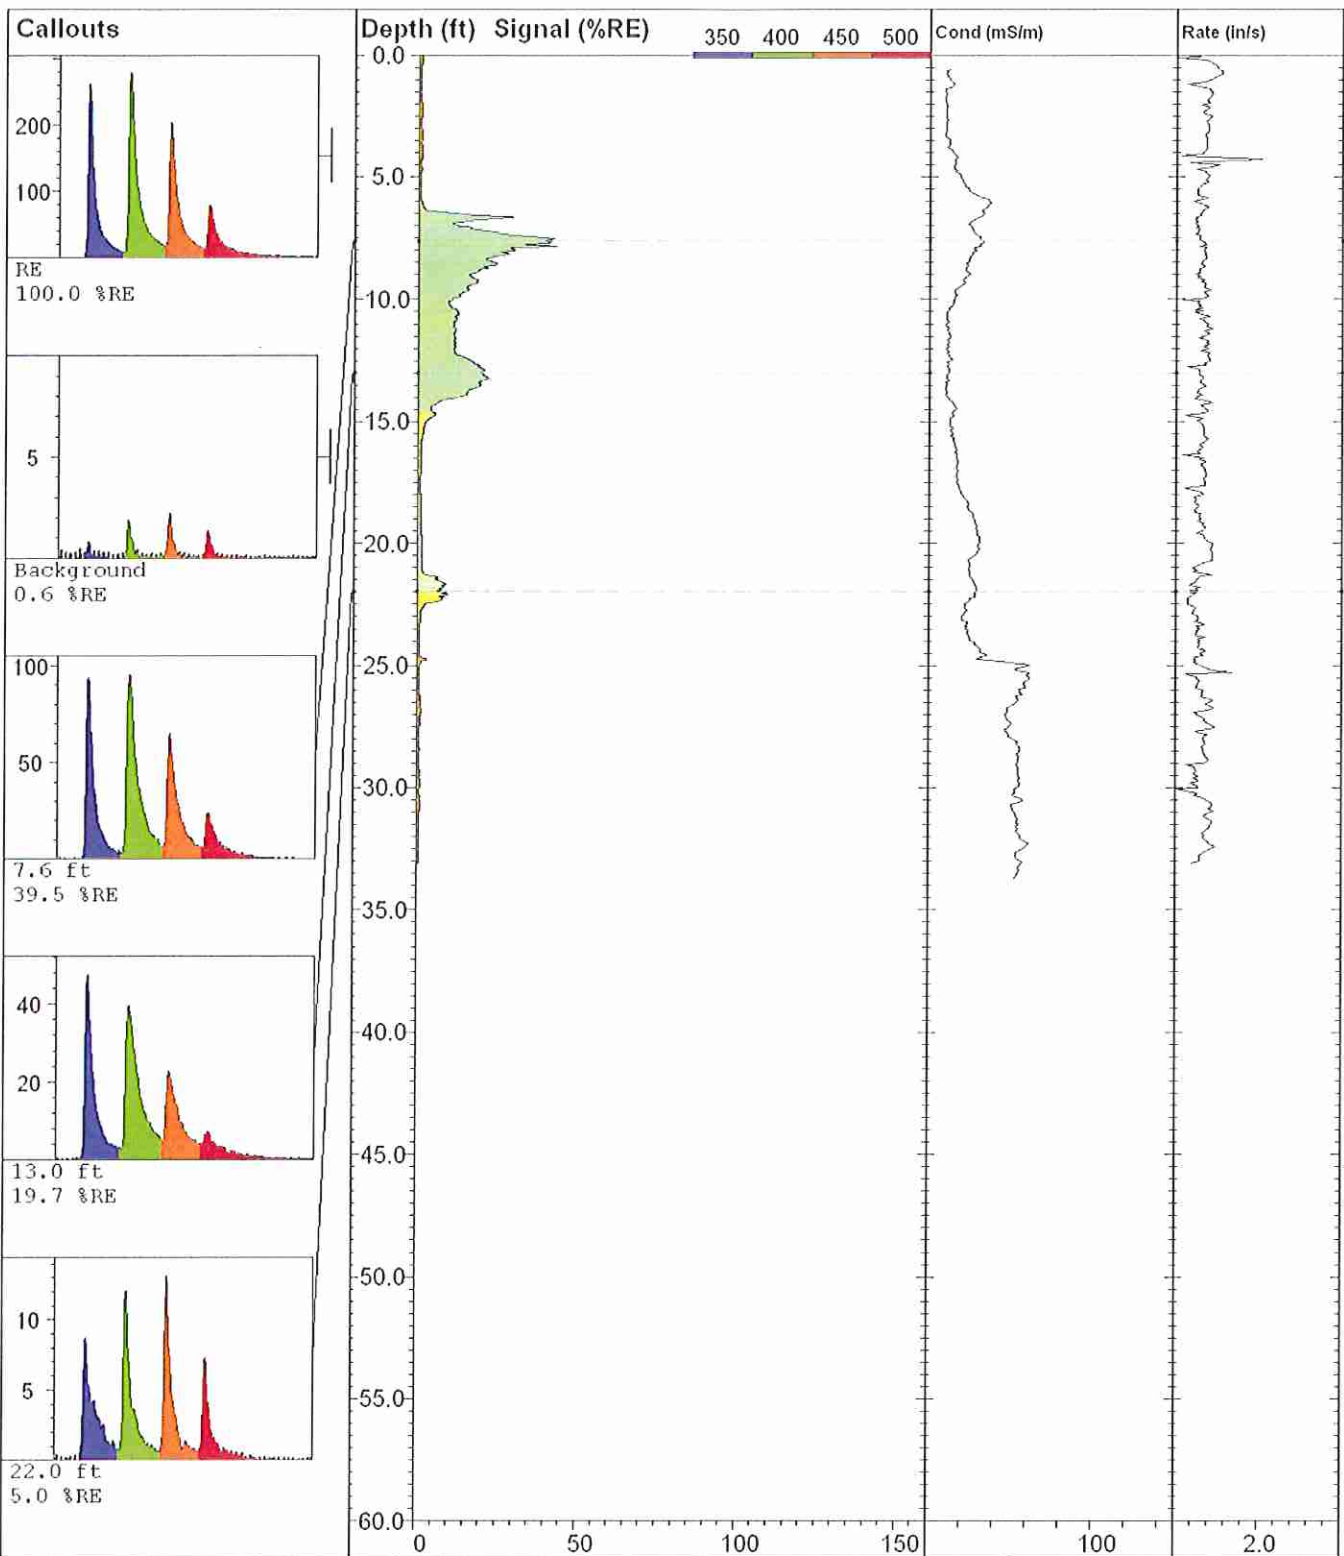 Callouts
Depth (ft) Signal (%RE)
350 400 450 500
Cond (mS/m)
Rate (in/s)
200
100
RE
100.0 %RE
5
Background
0.6 %RE
100
50
7.6 ft
39.5 %RE
40
20
13.0 ft
19.7 %RE
10
5
22.0 ft
5.0 %RE
0.0
5.0
10.0
15.0
20.0
25.0
30.0
35.0
40.0
45.0
50.0
55.0
60.0
0 50 100 150
100
2.0